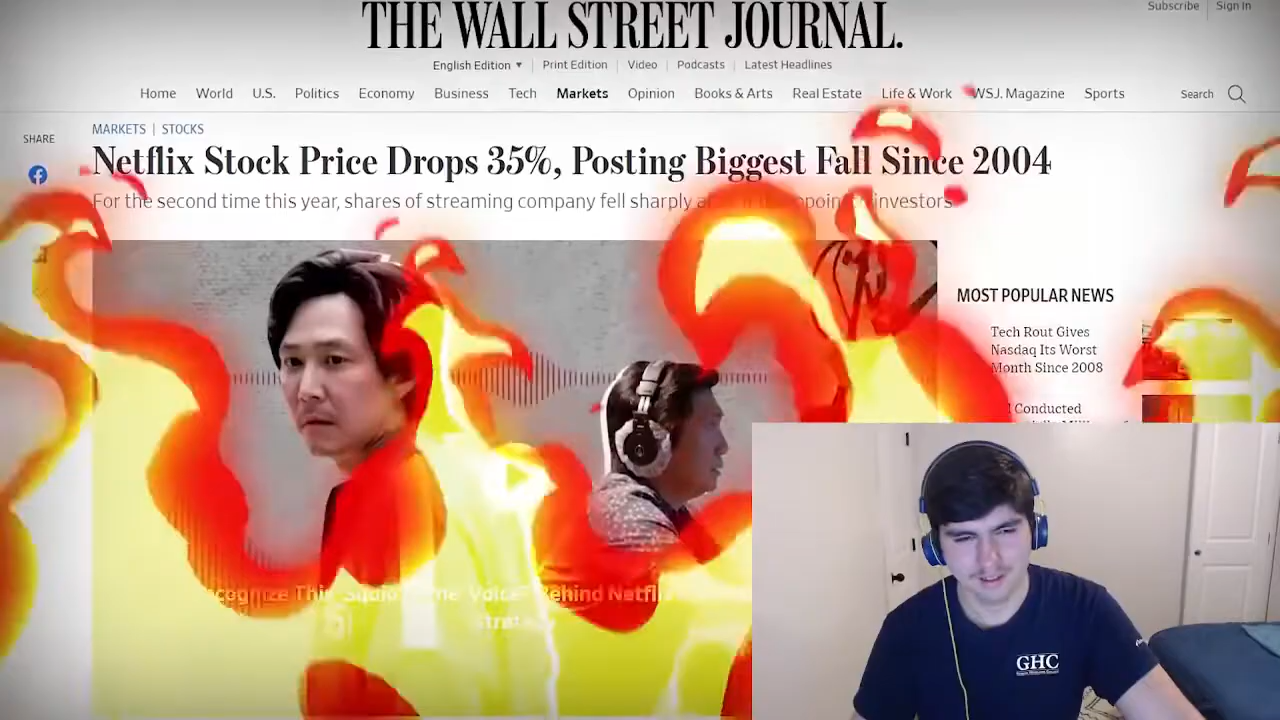 THE WALL STREET JOURNAL.
Subscribe Sign In
English Edition Print Edition Video Podcasts Latest Headlines
Home World U.S. Politics Economy Business Tech Markets Opinion Books & Arts Real Estate Life & Work WSJ. Magazine Sports Search
SHARE
MARKETS | STOCKS
Netflix Stock Price Drops 35%, Posting Biggest Fall Since 2004
For the second time this year, shares of streaming company fell sharply investors
MOST POPULAR NEWS
Tech Rout Gives
Nasdaq Its Worst
Month Since 2008
Conducted
This Voice' Behind
GHC